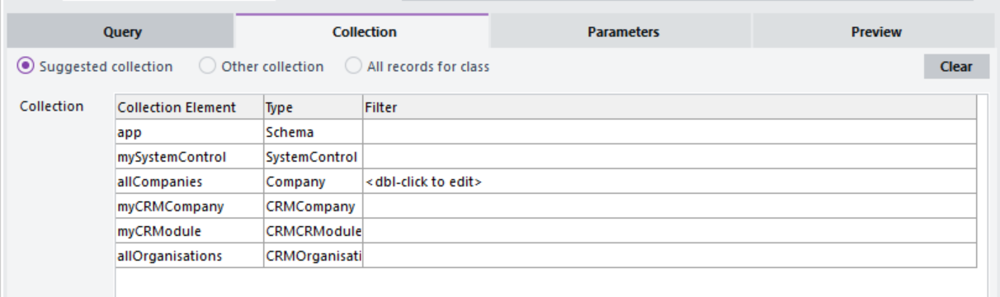 Query Collection Parameters Preview
Suggested collection Other collection All records for class Clear
Collection Collection Element Type Filter
app Schema
mySystemControl SystemControl
allCompanies Company <dbl-click to edit>
myCRMCompany CRMCompany
myCRModule CRMCRModule
allOrganisations CRMOrganisati